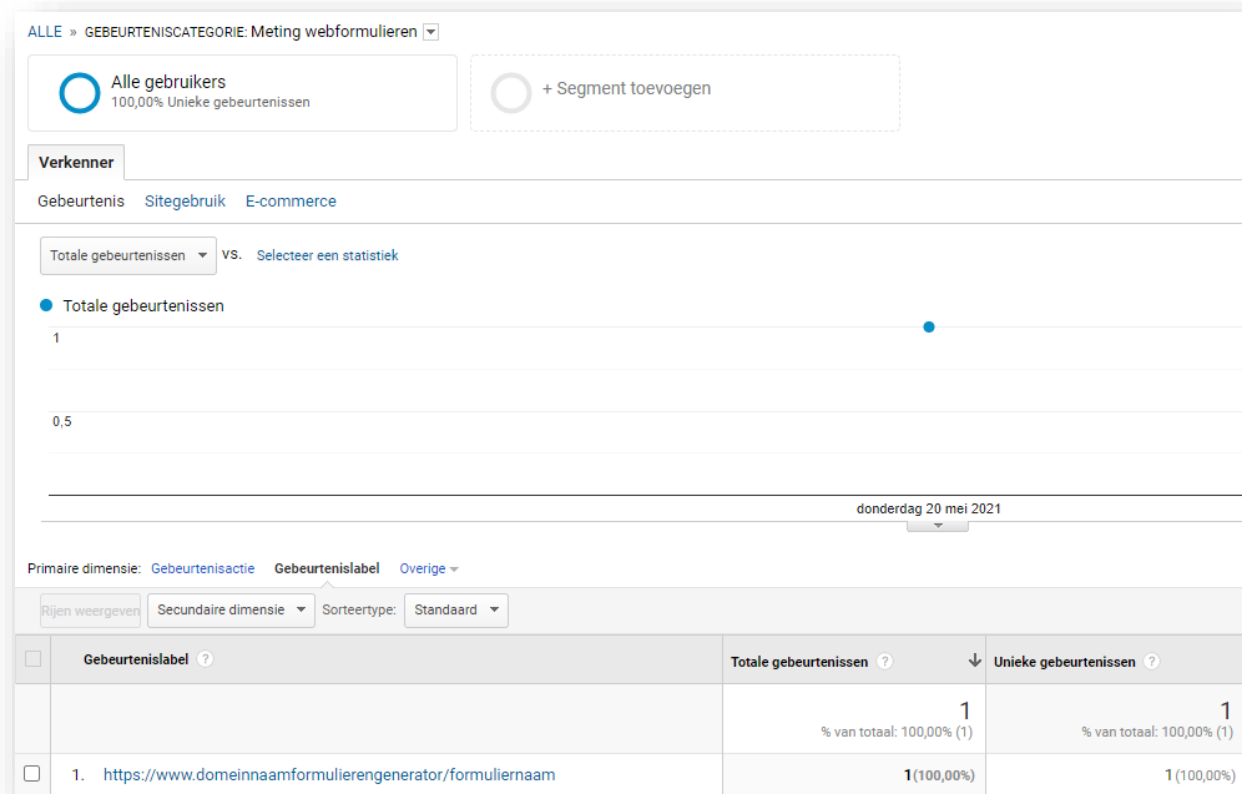 ALLE » GEBEURTENISCATEGORIE: Meting webformulieren
Alle gebruikers
100,00% Unieke gebeurtenissen
+ Segment toevoegen
Verkenner
Gebeurtenis Sitegebruik E-commerce
Totale gebeurtenissen VS. Selecteer een statistiek
Totale gebeurtenissen
1
0,5
donderdag 20 mei 2021
Primaire dimensie: Gebeurtenisactie Gebeurtenislabel Overige
Rijen weergeven Secundaire dimensie Sorteertype: Standaard
Gebeurtenislabel ? Totale gebeurtenissen ? Unieke gebeurtenissen ?
1 1
% van totaal: 100,00% (1) % van totaal: 100,00% (1)
1. https://www.domeinnaamformulierengenerator/formuliernaam 1(100,00%) 1(100,00%)